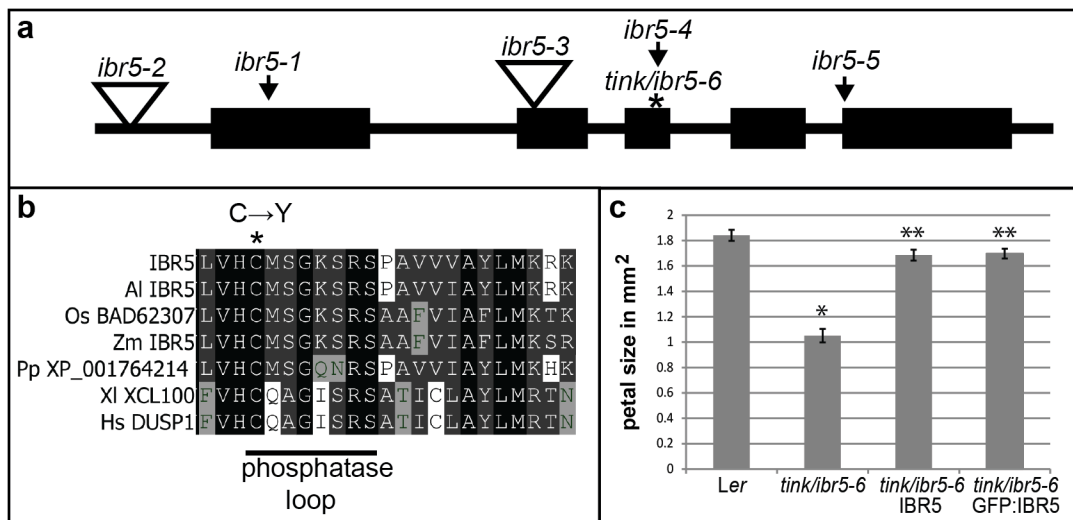 a
ibr5-2
ibr5-1
ibr5-3
ibr5-4
tink/ibr5-6
*
ibr5-5
b
C→Y
*
IBR5 LVHCMSGKSRSPAVVVAYLMKRK
Al IBR5 LVHCMSGKSRSPAVVIAYLMKRK
Os BAD62307 LVHCMSGKSRSAAFVIAFLMKTK
Zm IBR5 LVHCMSGKSRSAAFVIAFLMKSR
Pp XP_001764214 LVHCMSGQNRSPAVVIAYLMKHK
Xl XCL100 FVHCQAGISRSATICLAYLMRTN
Hs DUSP1 FVHCQAGISRSATICLAYLMRTN
phosphatase
loop
c
petal size in mm²
2
1.8
1.6
1.4
1.2
1
0.8
0.6
0.4
0.2
0
*
**
**
Ler
tink/ibr5-6
tink/ibr5-6
IBR5
tink/ibr5-6
GFP:IBR5